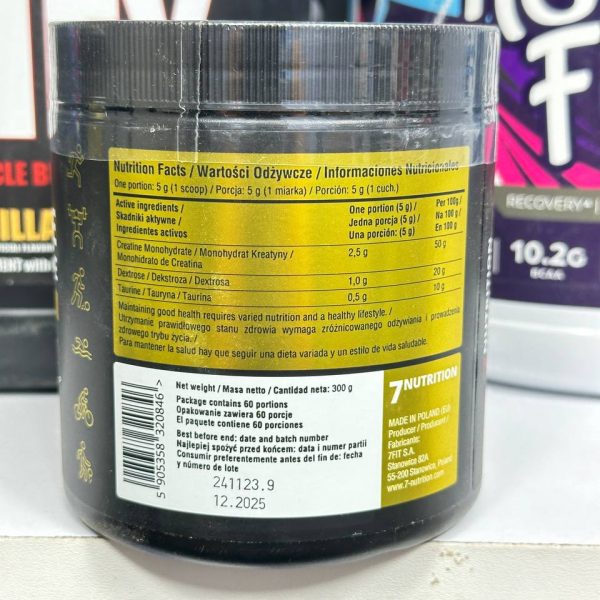 Nutrition Facts / Wartości Odżywcze / Informaciones Nutricionales
One portion: 5 g (1 scoop) / Porcja: 5 g (1 miarka) / Porción: 5 g (1 cuch.)
Active ingredients / One portion (5 g) / Per 100g /
Składniki aktywne / Jedna porcja (5 g) / Na 100 g /
Ingredientes activos Una porción: (5 g) En 100 g
Creatine Monohydrate / Monohydrat Kreatyny / 2,5 g 50 g
Monohidrato de Creatina
Dextrose / Dekstroza / Dextrosa 1,0 g 20 g
Taurine / Tauryna / Taurina 0,5 g 10 g
Maintaining good health requires varied nutrition and a healthy lifestyle. /
Utrzymanie prawidłowego stanu zdrowia wymaga zróżnicowanego odżywiania i prowadzenia
zdrowego trybu życia. /
Para mantener la salud hay que seguir una dieta variada y un estilo de vida saludable.
Net weight / Masa netto / Cantidad neta: 300 g
Package contains 60 portions
Opakowanie zawiera 60 porcje
El paquete contiene 60 porciones
Best before end: date and batch number
Najlepiej spożyć przed końcem: data i numer partii
Consumir preferentemente antes del fin de: fecha
y número de lote
241123.9
12.2025
5 905358 320846 >
7NUTRITION
MADE IN POLAND (EU)
Producer / Producent /
Fabricante:
7FIT S.A.
Stanowice 82A
55-200 Stanowice, Poland
www.7-nutrition.com
RECOVERY+
10.2G
BCAA